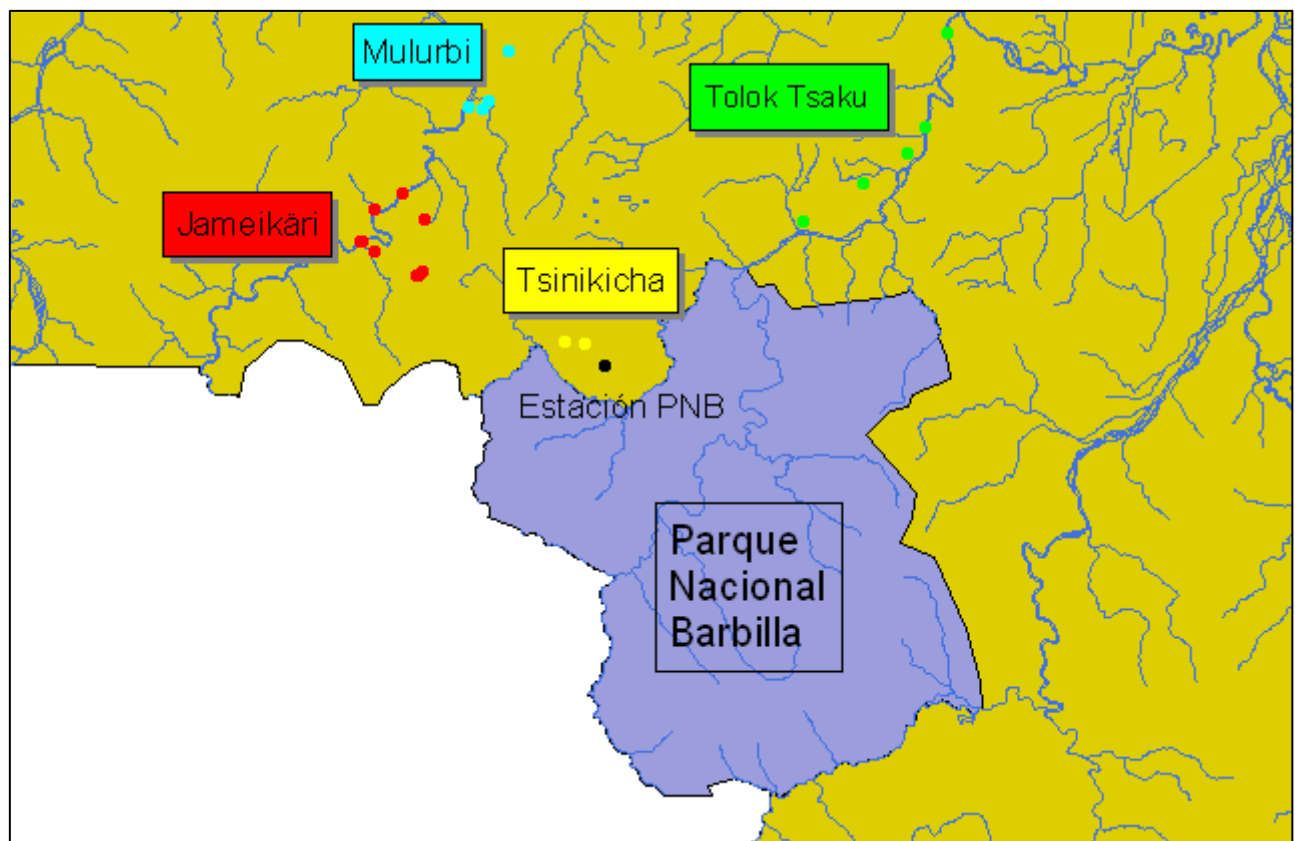 Mulurbi
Tolok Tsaku
Jameikäri
Tsinikicha
Estación PNB
Parque
Nacional
Barbilla